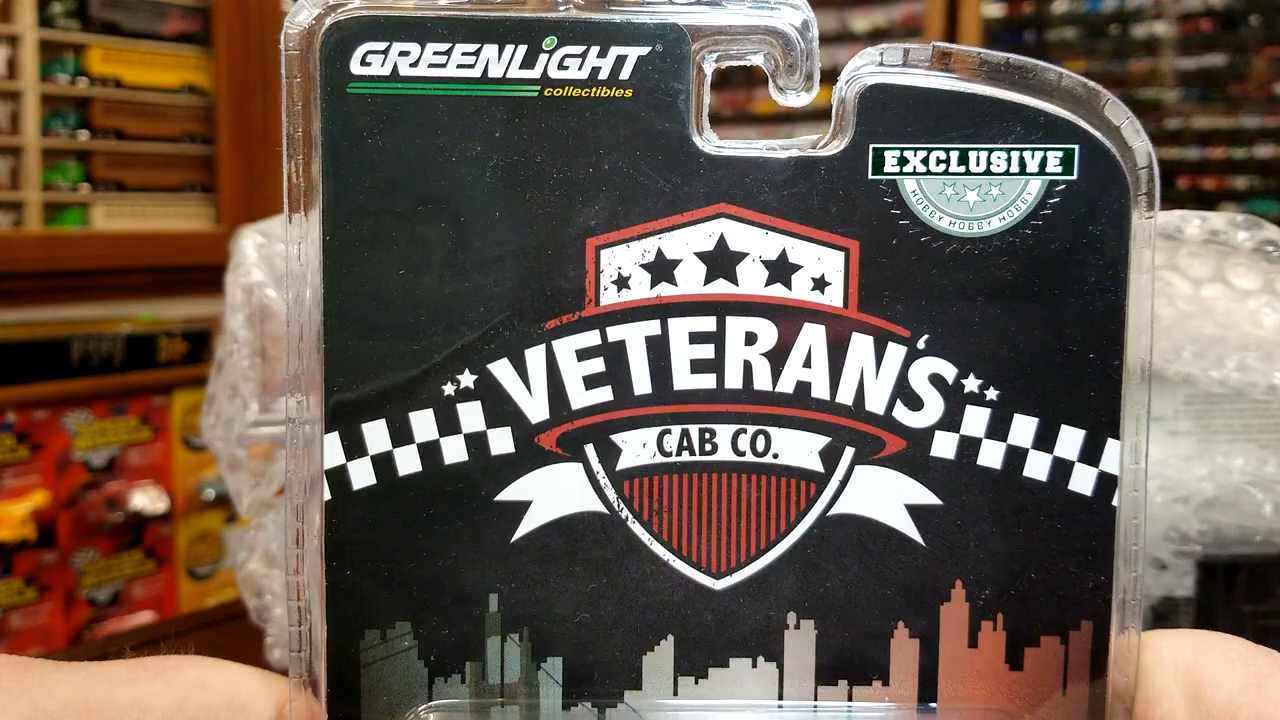 GREENLiGHT®
collectibles
EXCLUSIVE
HOBBY HOBBY HOBBY
VETERAN'S
CAB CO.